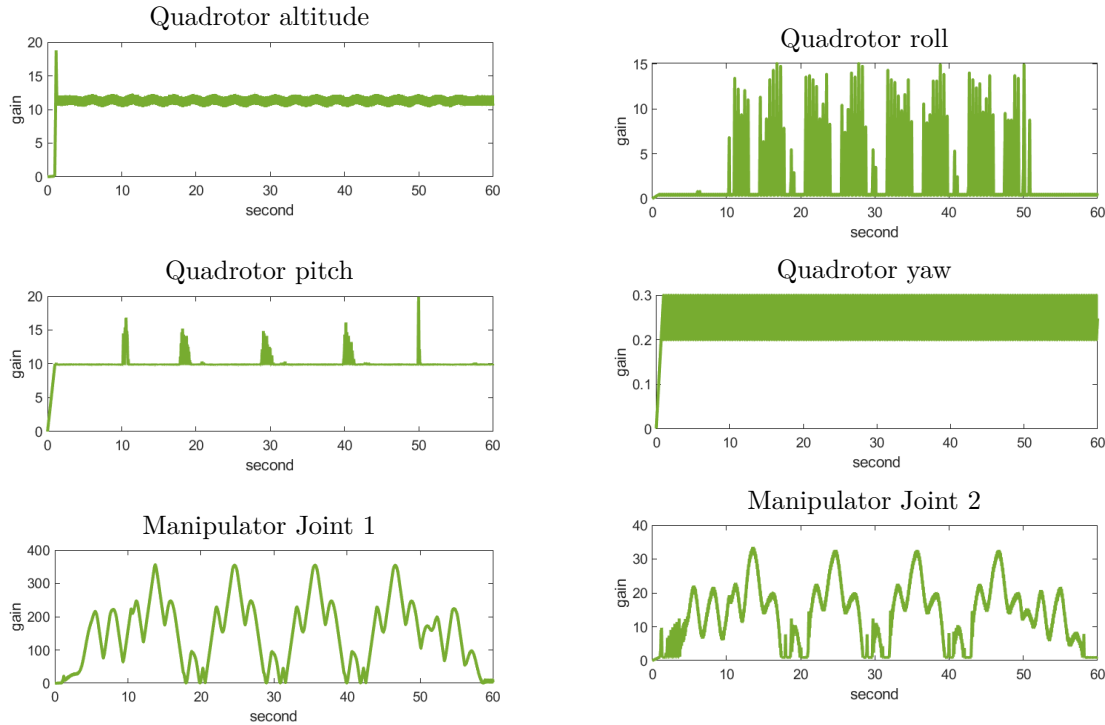 Quadrotor altitude
20
15
10
5
0
gain
0 10 20 30 40 50 60
second
Quadrotor roll
15
10
5
0
gain
0 10 20 30 40 50 60
second
Quadrotor pitch
20
15
10
5
0
gain
0 10 20 30 40 50 60
second
Quadrotor yaw
0.3
0.2
0.1
0
gain
0 10 20 30 40 50 60
second
Manipulator Joint 1
400
300
200
100
0
gain
0 10 20 30 40 50 60
second
Manipulator Joint 2
40
30
20
10
0
gain
0 10 20 30 40 50 60
second